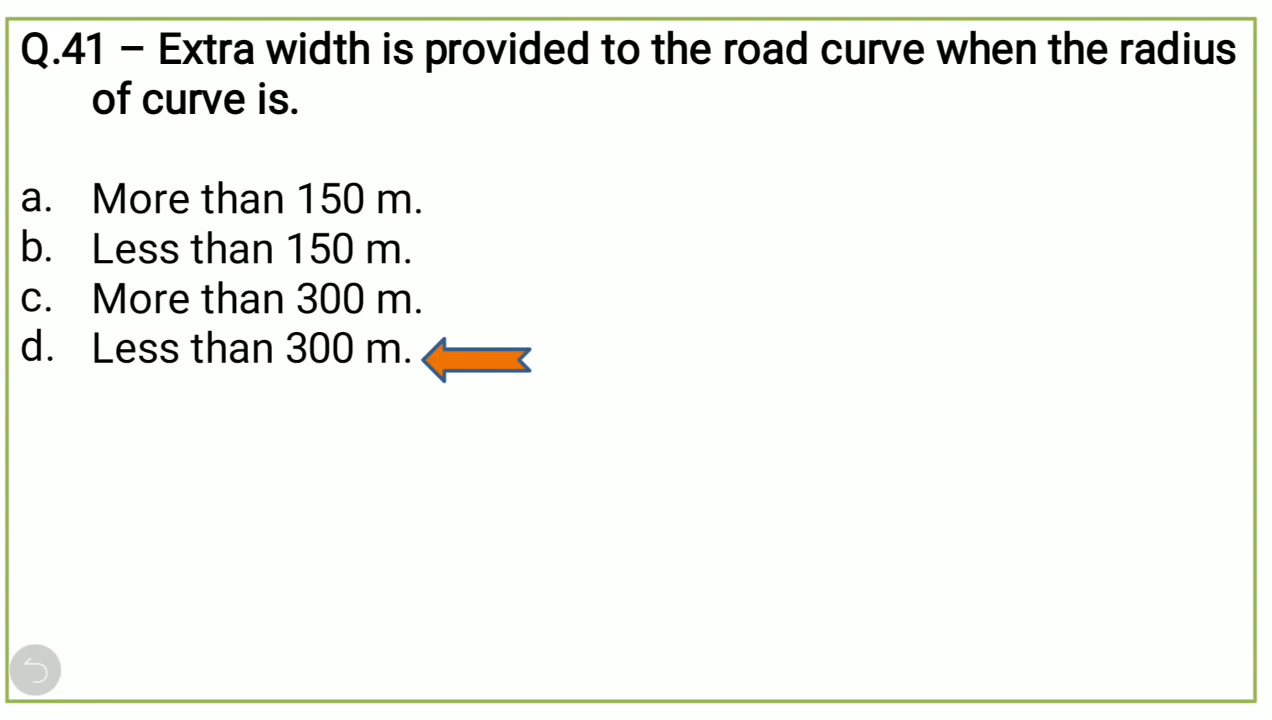 Q.41 – Extra width is provided to the road curve when the radius
of curve is.
a. More than 150 m.
b. Less than 150 m.
c. More than 300 m.
d. Less than 300 m.